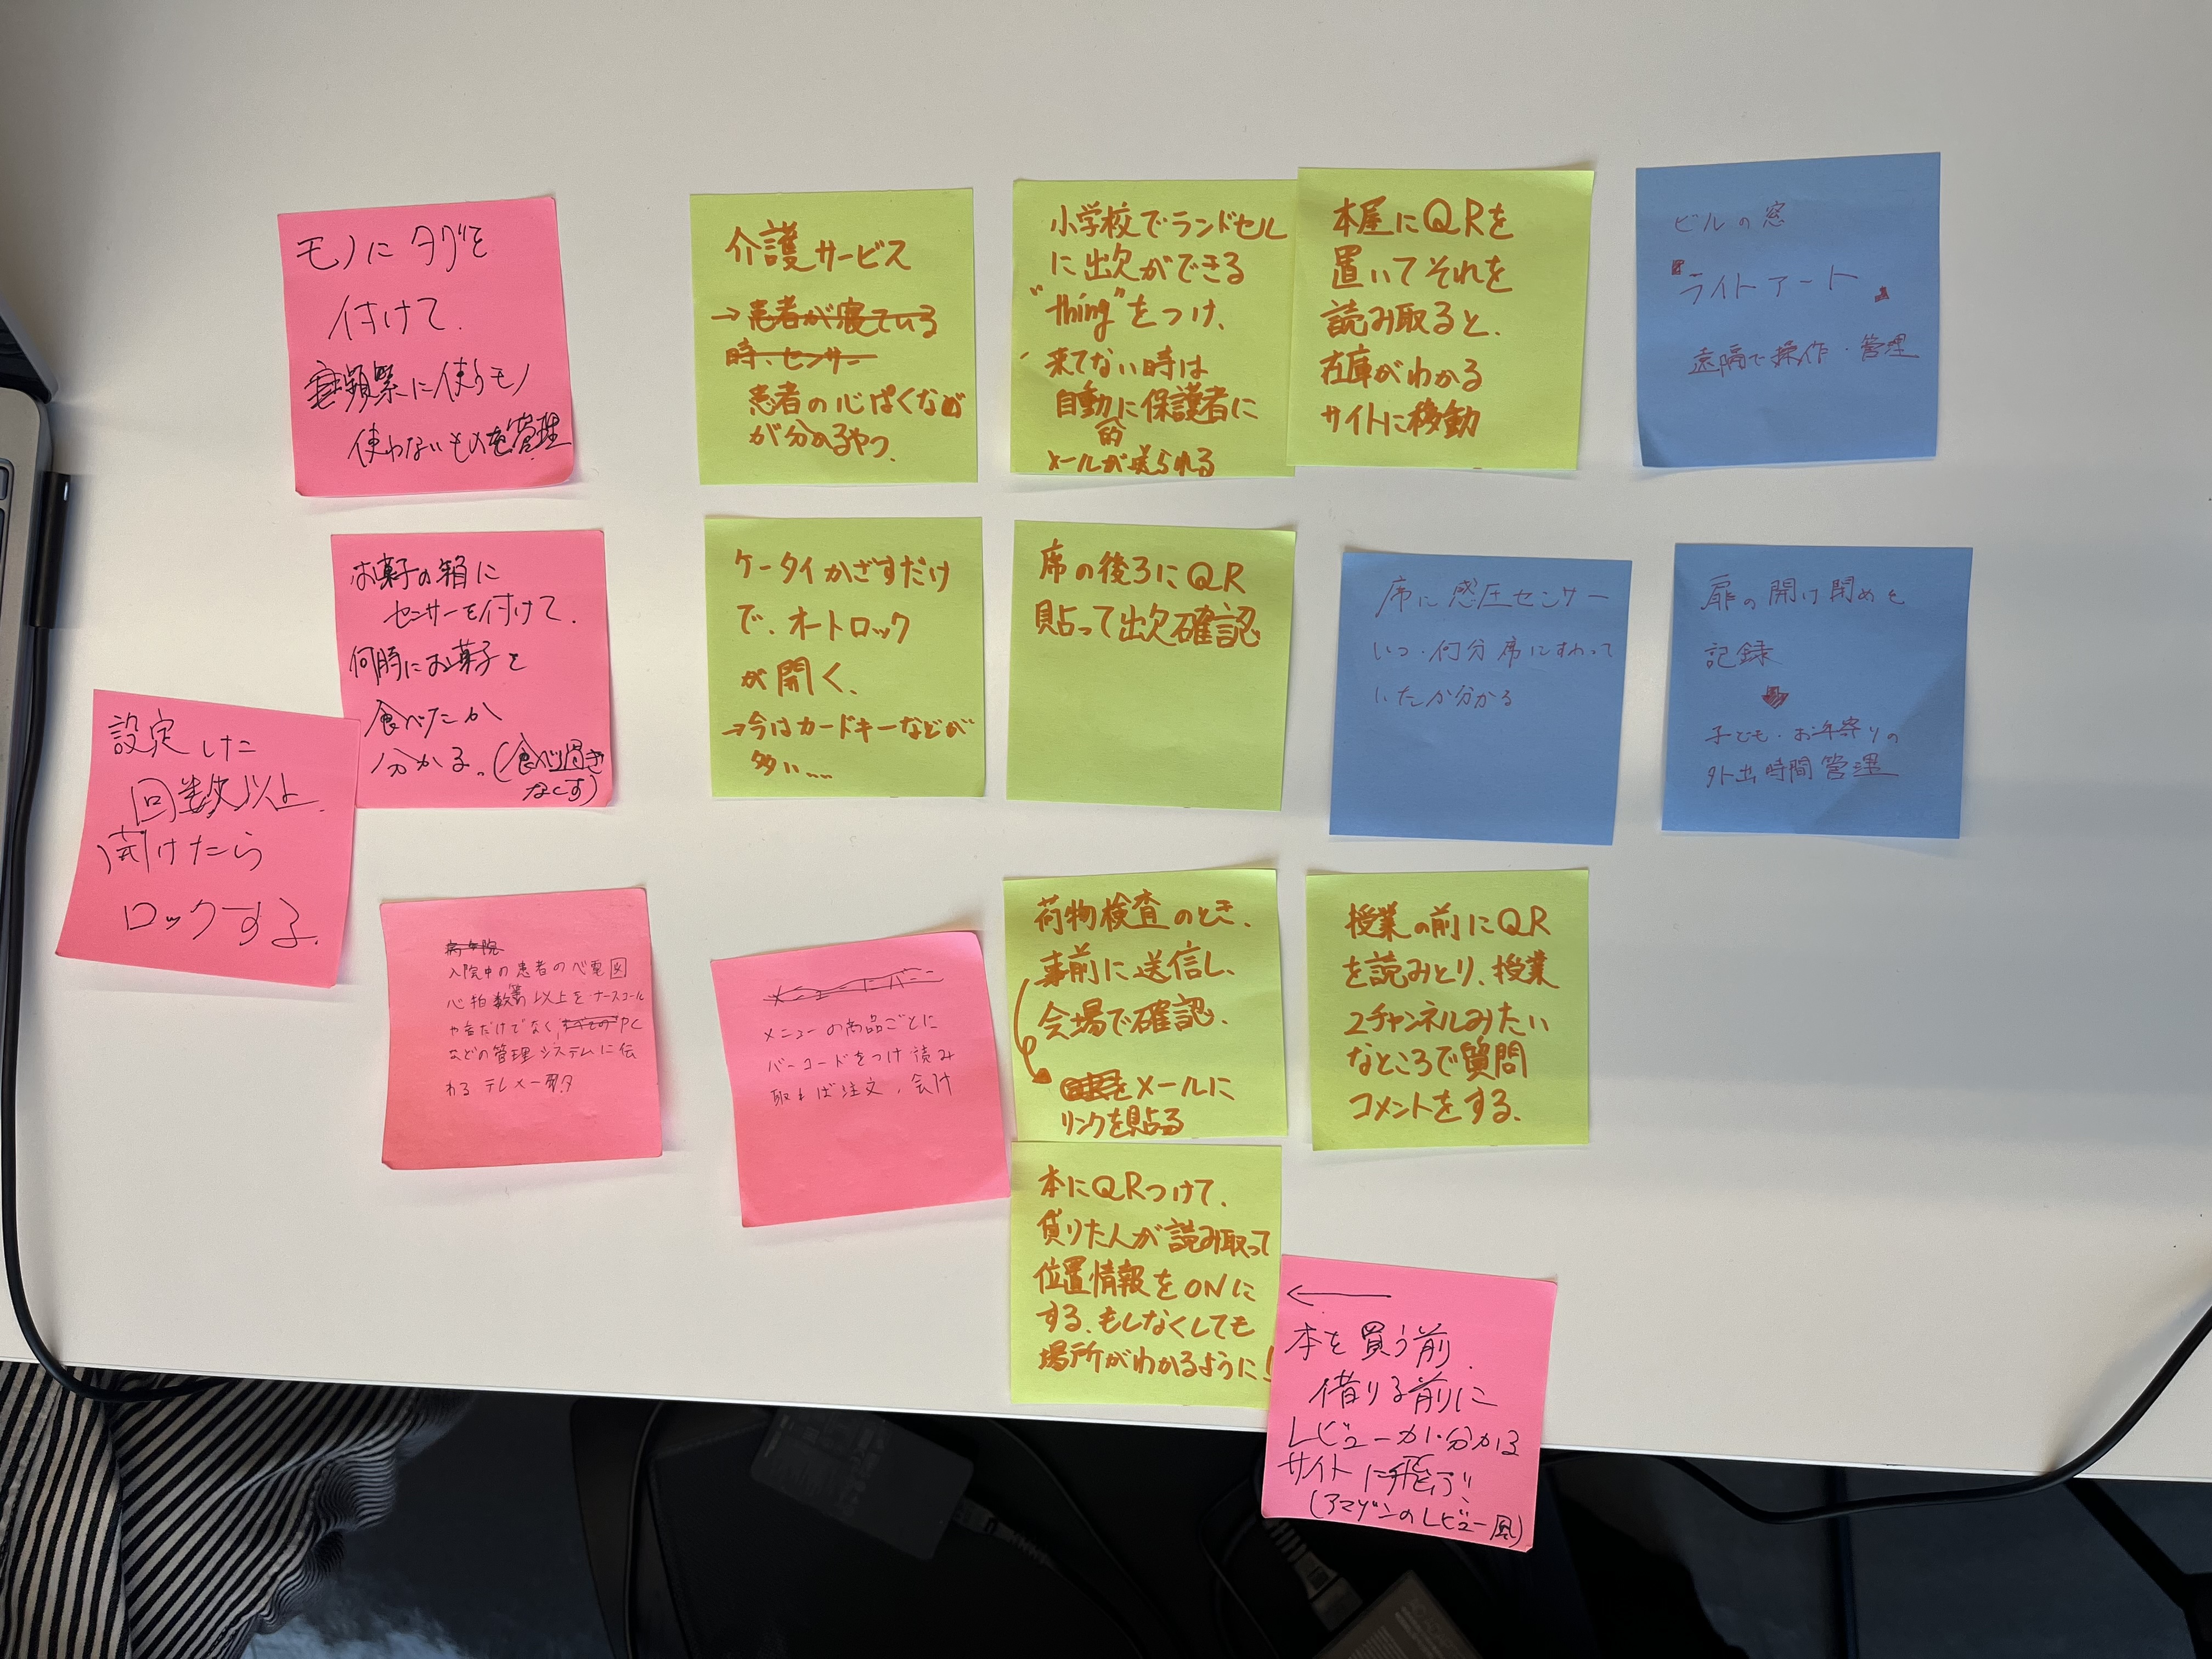 モノにタグを
付けて、
頻繁に使うモノ
使わないものを管理
介護サービス
→患者が寝ている
時、センサー
患者の心ぱくなど
が分かるやつ。
小学校でランドセル
に出欠ができる
"thing"をつけ、
来てない時は
自動的に保護者に
メールが送られる
本屋にQRを
置いてそれを
読み取ると、
在庫がわかる
サイトに移動
ビルの窓
ライトアート
遠隔で操作・管理
お菓子の箱に
センサーを付けて、
何時にお菓子を
食べたか
分かる。(食べ過ぎ
なくす)
ケータイかざすだけ
で、オートロック
が開く、
→今はカードキーなどが
多い…
席の後ろにQR
貼って出欠確認
席に感圧センサー
いつ・何分席にすわって
いたか分かる
扉の開け閉めを
記録
子ども・お年寄りの
外出時間管理
設定した
回数以上
開けたら
ロックする。
病院
入院中の患者の心電図
心拍数等以上を・ナースコール
や音だけでなく、すべてのPC
などの管理システムに伝
わるテレメータ
メニューの商品ごとに
バーコードをつけ読み
取れば注文、会計
荷物検査のとき、
事前に送信し、
会場で確認、
メールに
リンクを貼る
授業の前にQR
を読みとり、授業
2チャンネルみたい
なところで質問
コメントをする、
本にQRつけて、
貸りた人が読み取って
位置情報をONに
する、もしなくしても
場所がわかるように!
←
本を買う前、
借りる前に
レビューが分かる
サイトに飛ぶ!
(アマゾンのレビュー風)